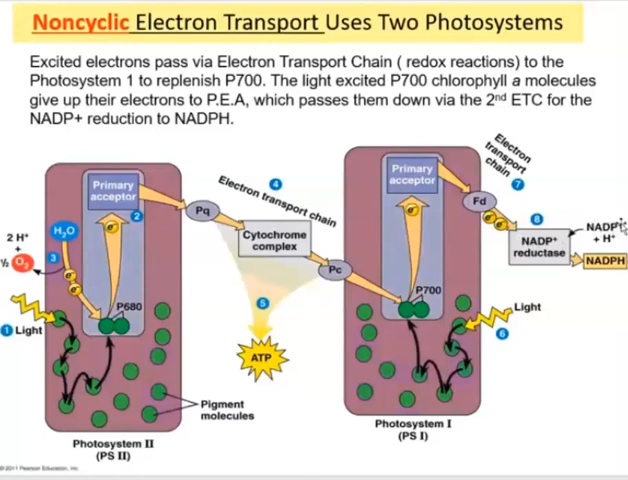 Noncyclic Electron Transport Uses Two Photosystems
Excited electrons pass via Electron Transport Chain ( redox reactions) to the
Photosystem 1 to replenish P700. The light excited P700 chlorophyll a molecules
give up their electrons to P.E.A, which passes them down via the 2nd ETC for the
NADP+ reduction to NADPH.
Primary
acceptor
2
e-
H₂O
2 H+
+
½ O₂
3
e-
e-
P680
1 Light
Pq
4
Electron transport chain
Cytochrome
complex
Pc
5
ATP
Pigment
molecules
Photosystem II
(PS II)
Primary
acceptor
e-
P700
Electron
transport
chain
7
Fd
e-
e-
8
NADP+
reductase
NADP+
+ H+
NADPH
Light
6
Photosystem I
(PS I)
© 2011 Pearson Education, Inc.